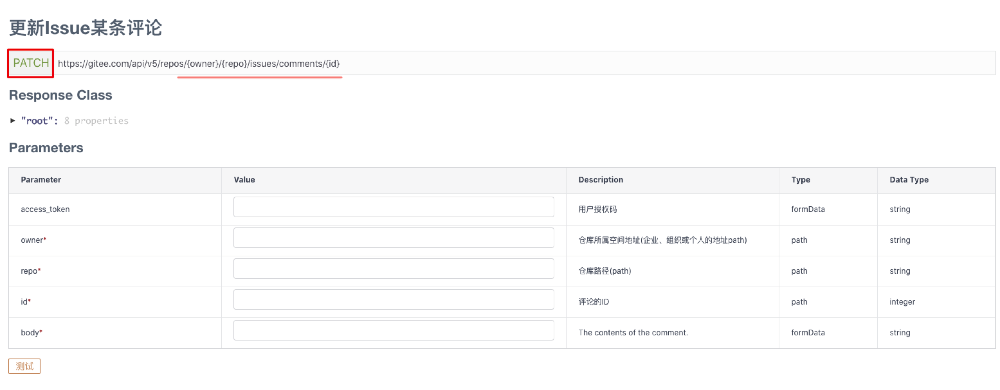 更新Issue某条评论
PATCH https://gitee.com/api/v5/repos/{owner}/{repo}/issues/comments/{id}
Response Class
"root": 8 properties
Parameters
Parameter Value Description Type Data Type
access_token 用户授权码 formData string
owner* 仓库所属空间地址(企业、组织或个人的地址path) path string
repo* 仓库路径(path) path string
id* 评论的ID path integer
body* The contents of the comment. formData string
测试